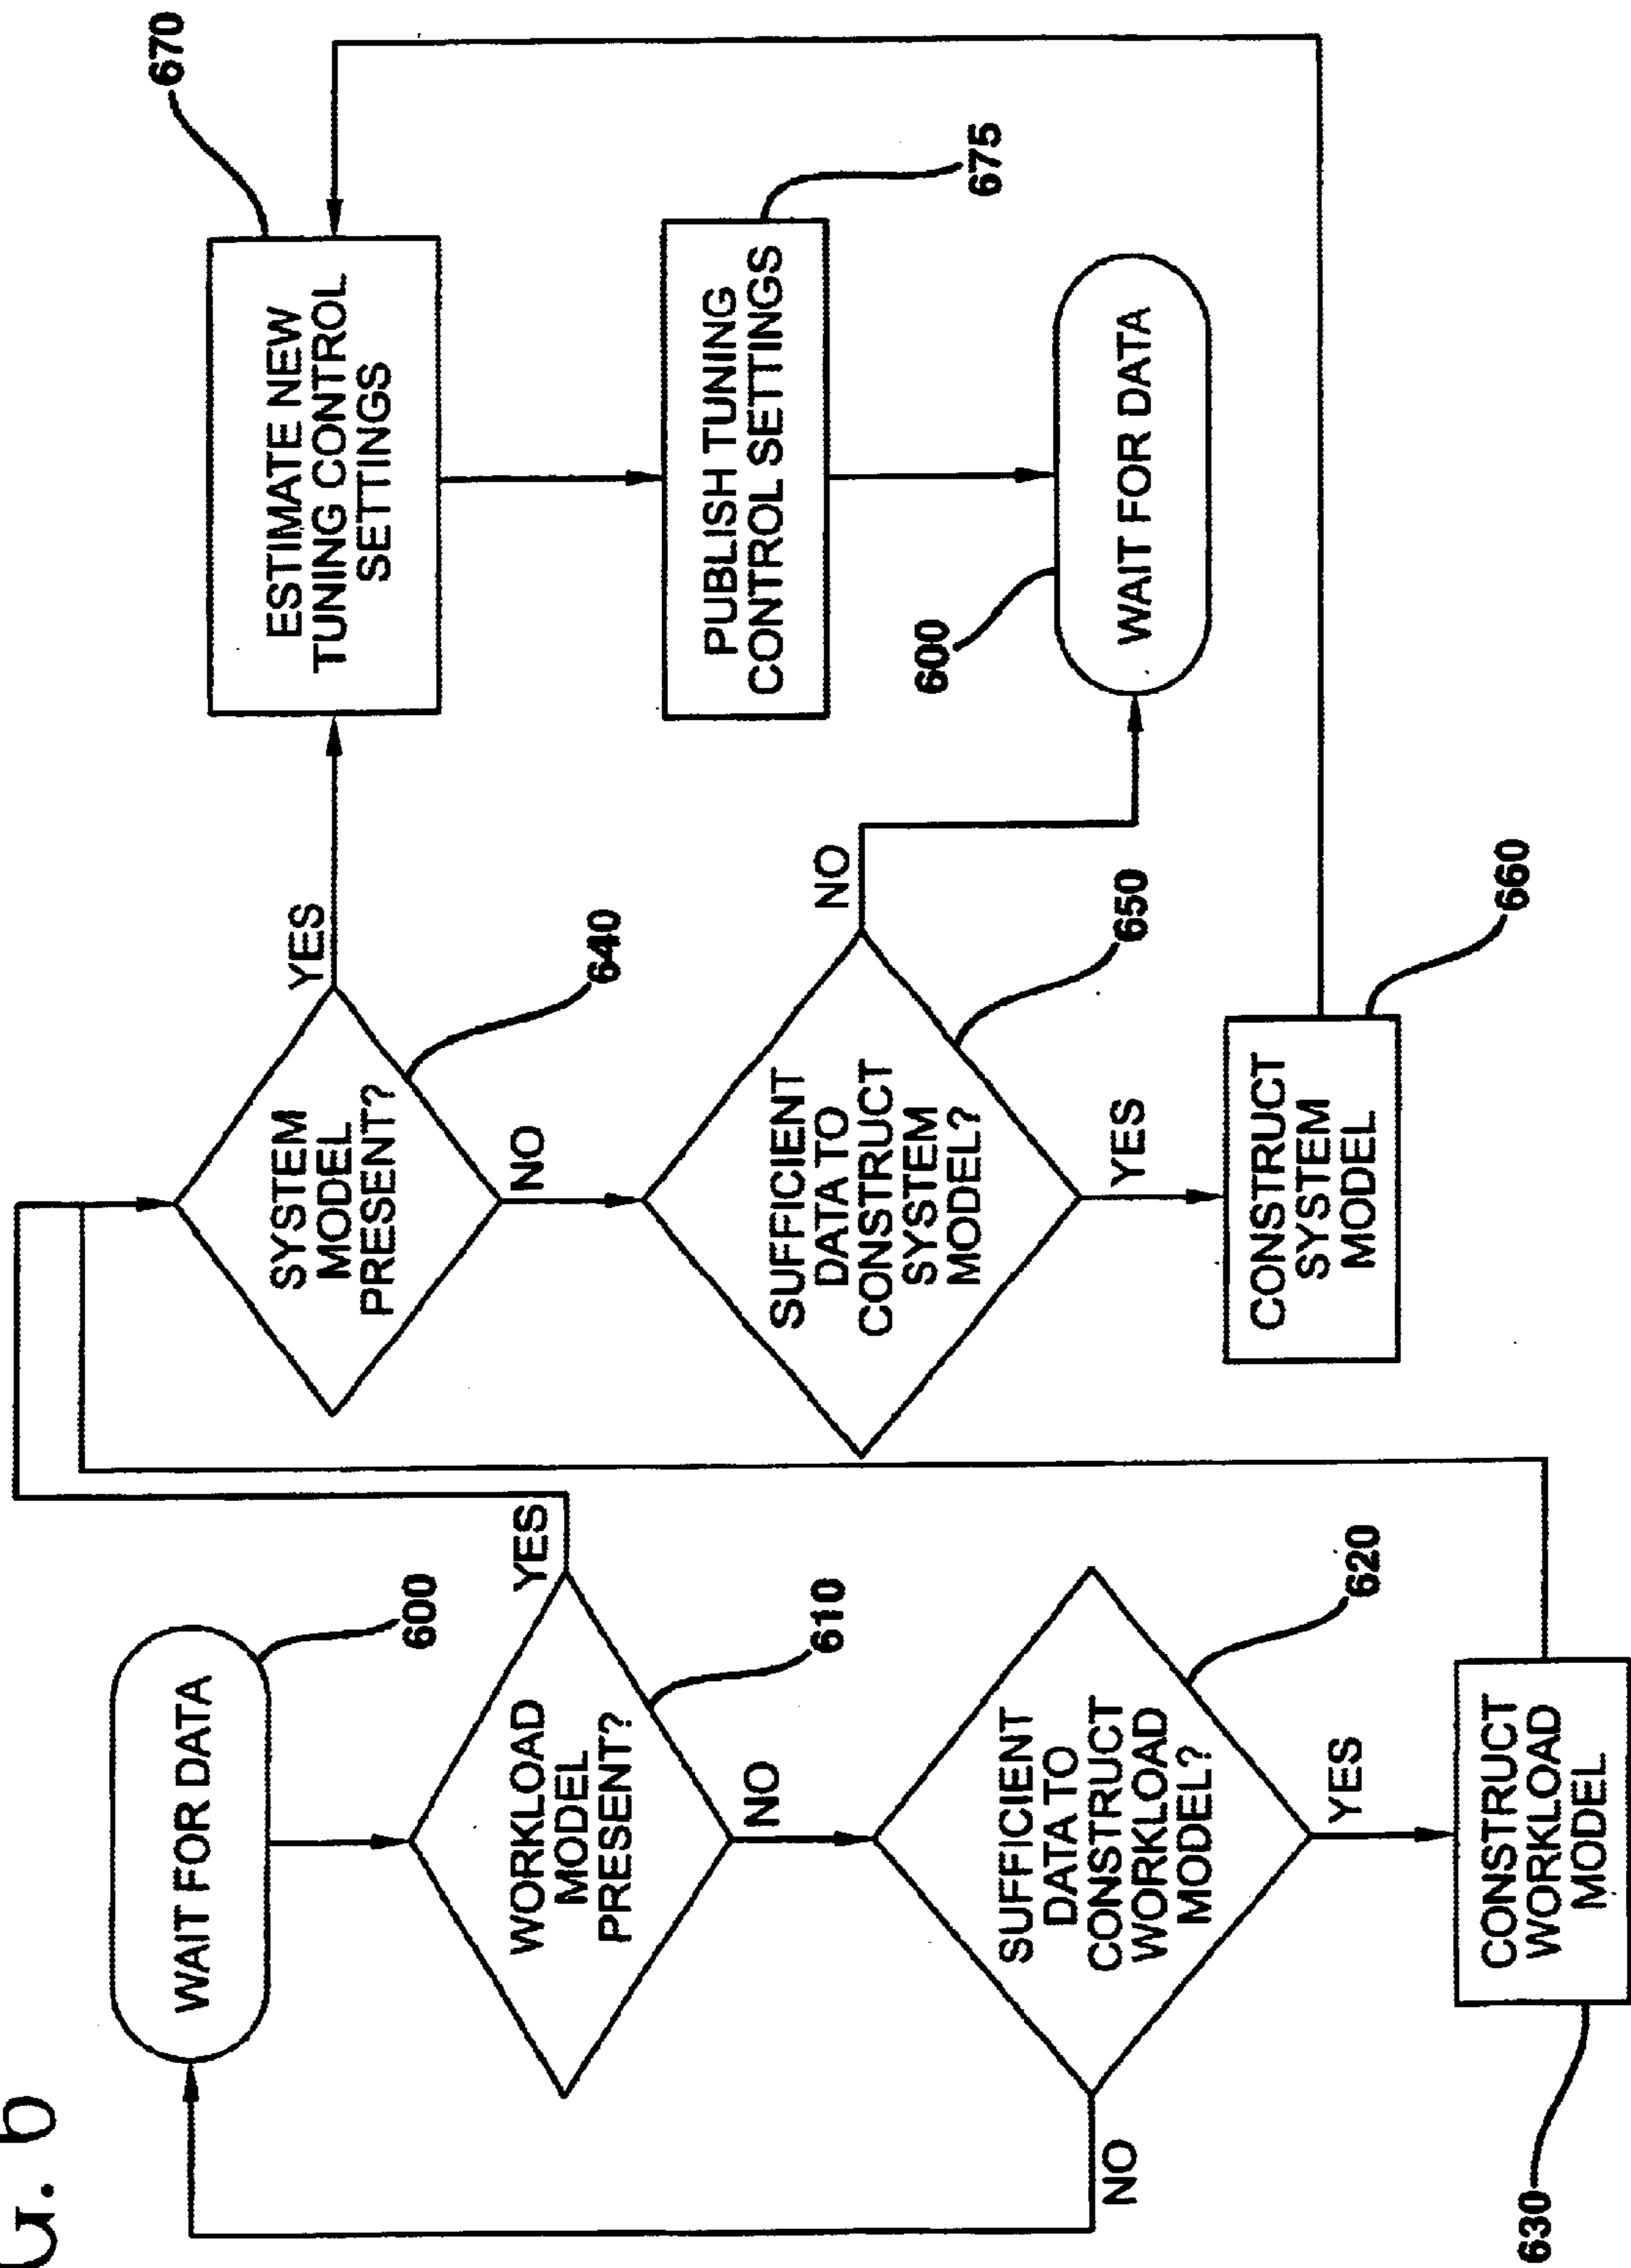 WAIT FOR DATA
600
WORKLOAD
MODEL
PRESENT?
YES
610
NO
SUFFICIENT
DATA TO
CONSTRUCT
WORKLOAD
MODEL?
620
NO
YES
CONSTRUCT
WORKLOAD
MODEL
630
SYSTEM
MODEL
PRESENT?
YES
640
NO
SUFFICIENT
DATA TO
CONSTRUCT
SYSTEM
MODEL?
NO
650
YES
CONSTRUCT
SYSTEM
MODEL
660
ESTIMATE NEW
TUNING CONTROL
SETTINGS
670
PUBLISH TUNING
CONTROL SETTINGS
675
600
WAIT FOR DATA